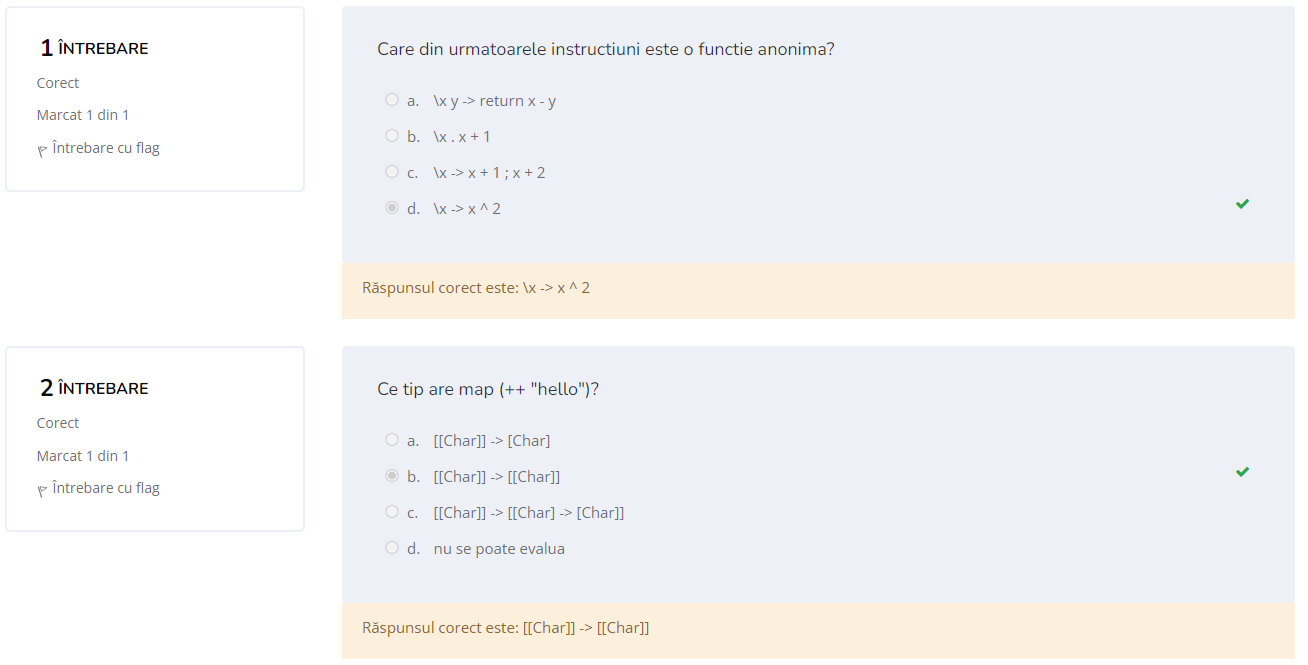 1 ÎNTREBARE
Corect
Marcat 1 din 1
Întrebare cu flag
Care din urmatoarele instructiuni este o functie anonima?
a. \x y -> return x - y
b. \x . x + 1
c. \x -> x + 1 ; x + 2
d. \x -> x ^ 2
Răspunsul corect este: \x -> x ^ 2
2 ÎNTREBARE
Corect
Marcat 1 din 1
Întrebare cu flag
Ce tip are map (++ "hello")?
a. [[Char]] -> [Char]
b. [[Char]] -> [[Char]]
c. [[Char]] -> [[Char] -> [Char]]
d. nu se poate evalua
Răspunsul corect este: [[Char]] -> [[Char]]